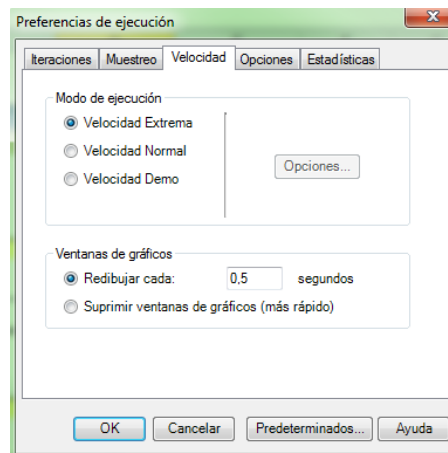 Preferencias de ejecución
Iteraciones Muestreo Velocidad Opciones Estadísticas
Modo de ejecución
Velocidad Extrema
Velocidad Normal
Velocidad Demo
Opciones...
Ventanas de gráficos
Redibujar cada: 0,5 segundos
Suprimir ventanas de gráficos (más rápido)
OK Cancelar Predeterminados... Ayuda